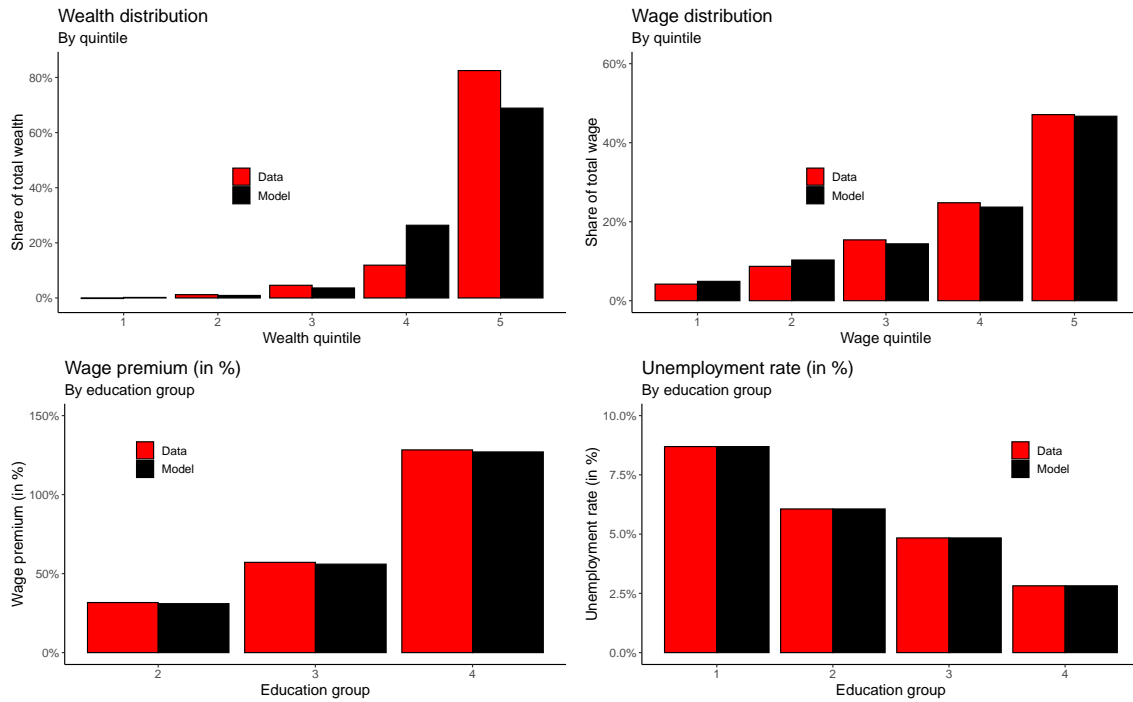 Wealth distribution
By quintile
80%
60%
40%
20%
0%
Share of total wealth
Data
Model
1 2 3 4 5
Wealth quintile
Wage distribution
By quintile
60%
40%
20%
0%
Share of total wage
Data
Model
1 2 3 4 5
Wage quintile
Wage premium (in %)
By education group
150%
100%
50%
0%
Wage premium (in %)
Data
Model
2 3 4
Education group
Unemployment rate (in %)
By education group
10.0%
7.5%
5.0%
2.5%
0.0%
Unemployment rate (in %)
Data
Model
1 2 3 4
Education group